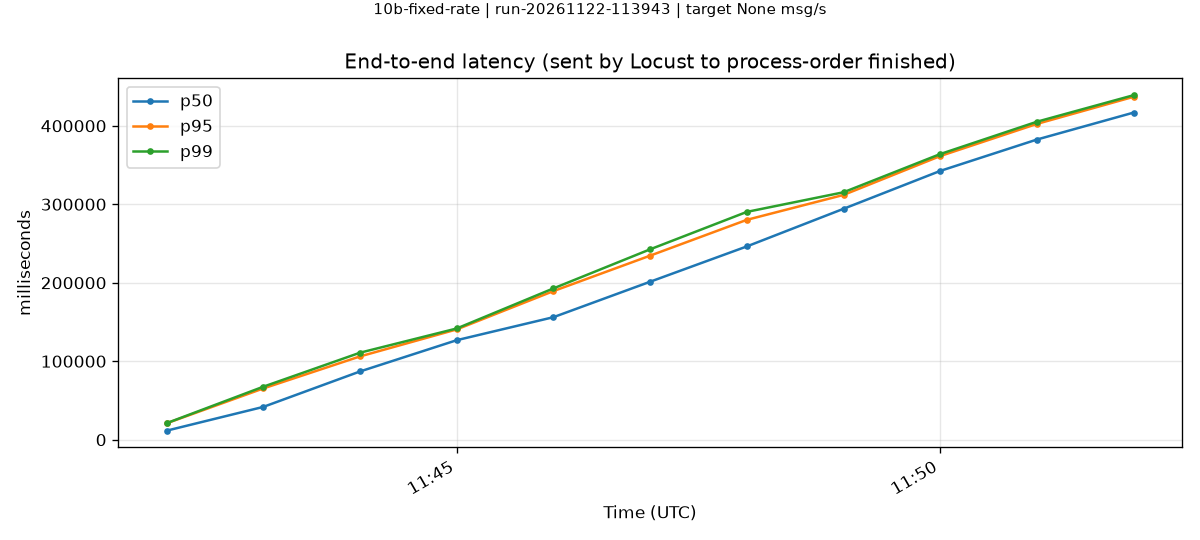 10b-fixed-rate | run-20261122-113943 | target None msg/s
End-to-end latency (sent by Locust to process-order finished)
p50
p95
p99
400000
300000
200000
100000
0
milliseconds
11:45
11:50
Time (UTC)